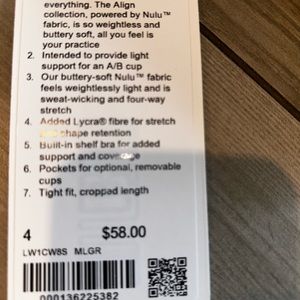 everything. The Align
collection, powered by Nulu™
fabric, is so weightless and
buttery soft, all you feel is
your practice
2. Intended to provide light
support for an A/B cup
3. Our buttery-soft Nulu™ fabric
feels weightlessly light and is
sweat-wicking and four-way
stretch
4. Added Lycra® fibre for stretch
and shape retention
5. Built-in shelf bra for added
support and coverage
6. Pockets for optional, removable
cups
7. Tight fit, cropped length
4 $58.00
LW1CW8S MLGR
000136225382